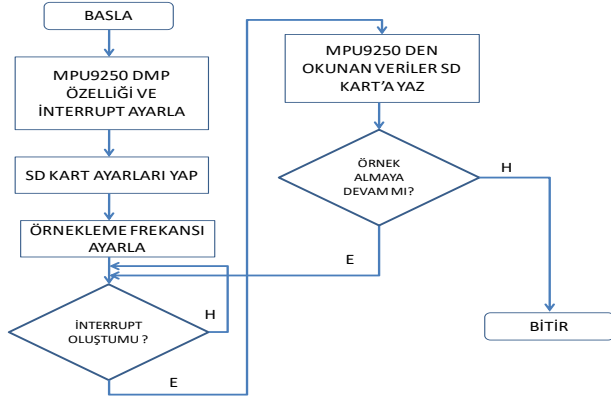 BASLA
MPU9250 DMP
ÖZELLİĞİ VE
İNTERRUPT AYARLA
SD KART AYARLARI YAP
ÖRNEKLEME FREKANSI
AYARLA
İNTERRUPT
OLUŞTUMU ?
H
E
MPU9250 DEN
OKUNAN VERİLER SD
KART'A YAZ
ÖRNEK
ALMAYA
DEVAM MI?
H
E
BİTİR